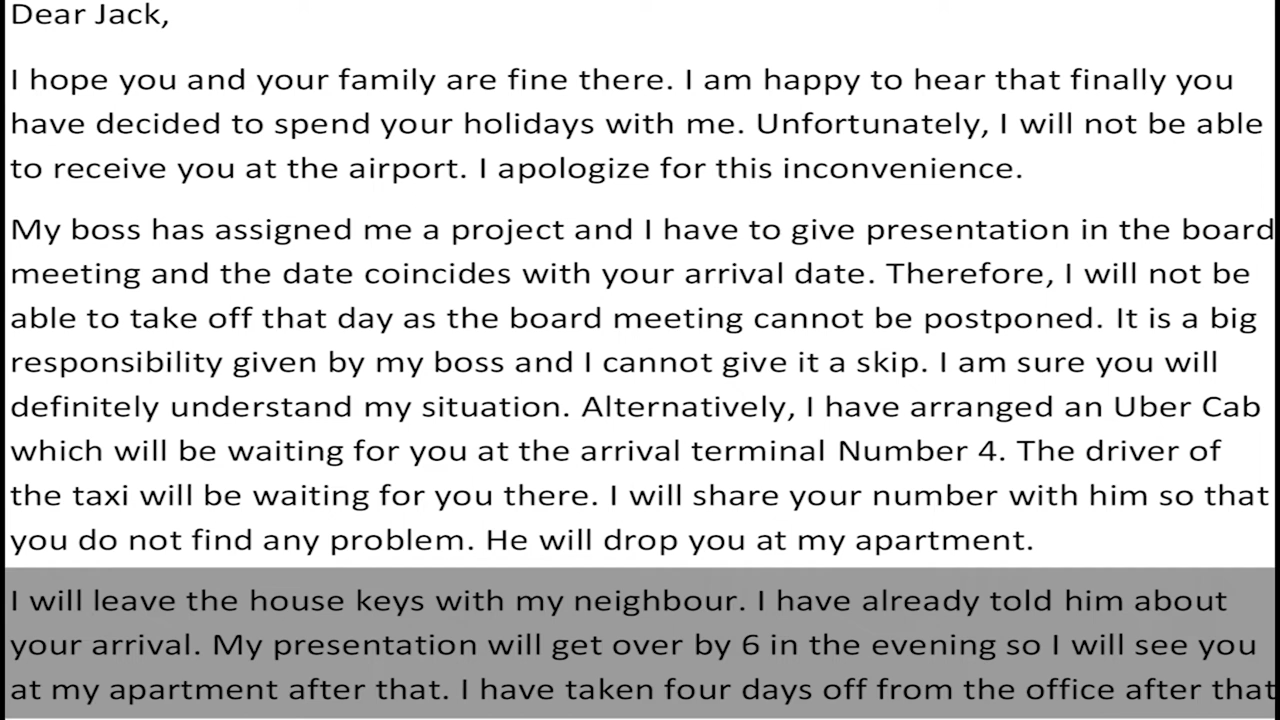 Dear Jack,
I hope you and your family are fine there. I am happy to hear that finally you
have decided to spend your holidays with me. Unfortunately, I will not be able
to receive you at the airport. I apologize for this inconvenience.
My boss has assigned me a project and I have to give presentation in the board
meeting and the date coincides with your arrival date. Therefore, I will not be
able to take off that day as the board meeting cannot be postponed. It is a big
responsibility given by my boss and I cannot give it a skip. I am sure you will
definitely understand my situation. Alternatively, I have arranged an Uber Cab
which will be waiting for you at the arrival terminal Number 4. The driver of
the taxi will be waiting for you there. I will share your number with him so that
you do not find any problem. He will drop you at my apartment.
I will leave the house keys with my neighbour. I have already told him about
your arrival. My presentation will get over by 6 in the evening so I will see you
at my apartment after that. I have taken four days off from the office after that